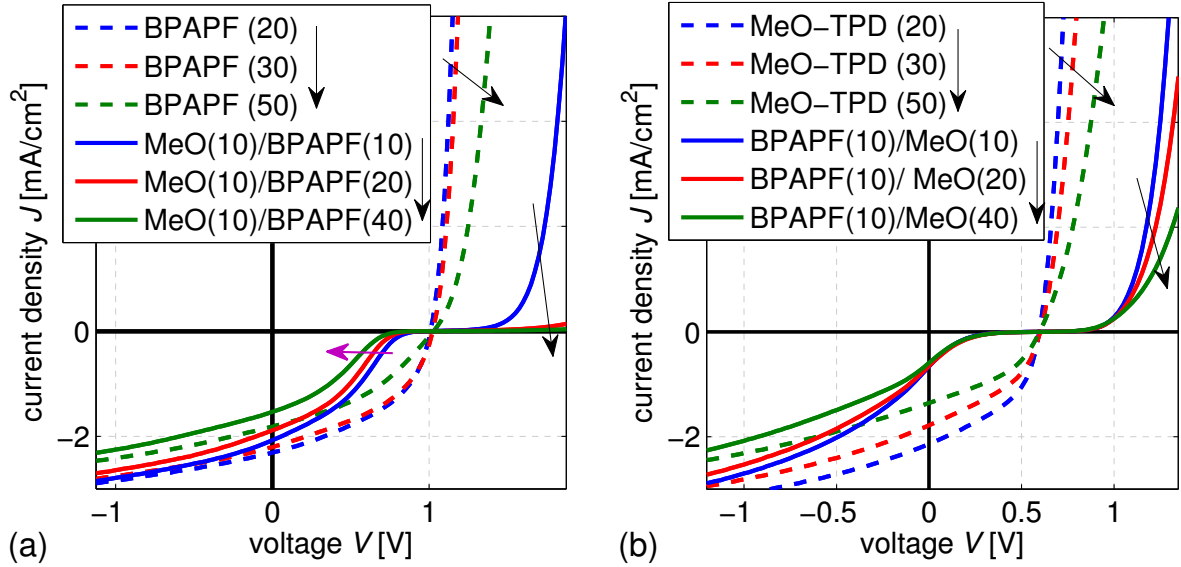 BPAPF (20)
BPAPF (30)
BPAPF (50)
MeO(10)/BPAPF(10)
MeO(10)/BPAPF(20)
MeO(10)/BPAPF(40)
current density J [mA/cm²]
0
−2
−1
0
1
voltage V [V]
(a)
MeO−TPD (20)
MeO−TPD (30)
MeO−TPD (50)
BPAPF(10)/MeO(10)
BPAPF(10)/ MeO(20)
BPAPF(10)/MeO(40)
current density J [mA/cm²]
0
−2
−1
−0.5
0
0.5
1
voltage V [V]
(b)